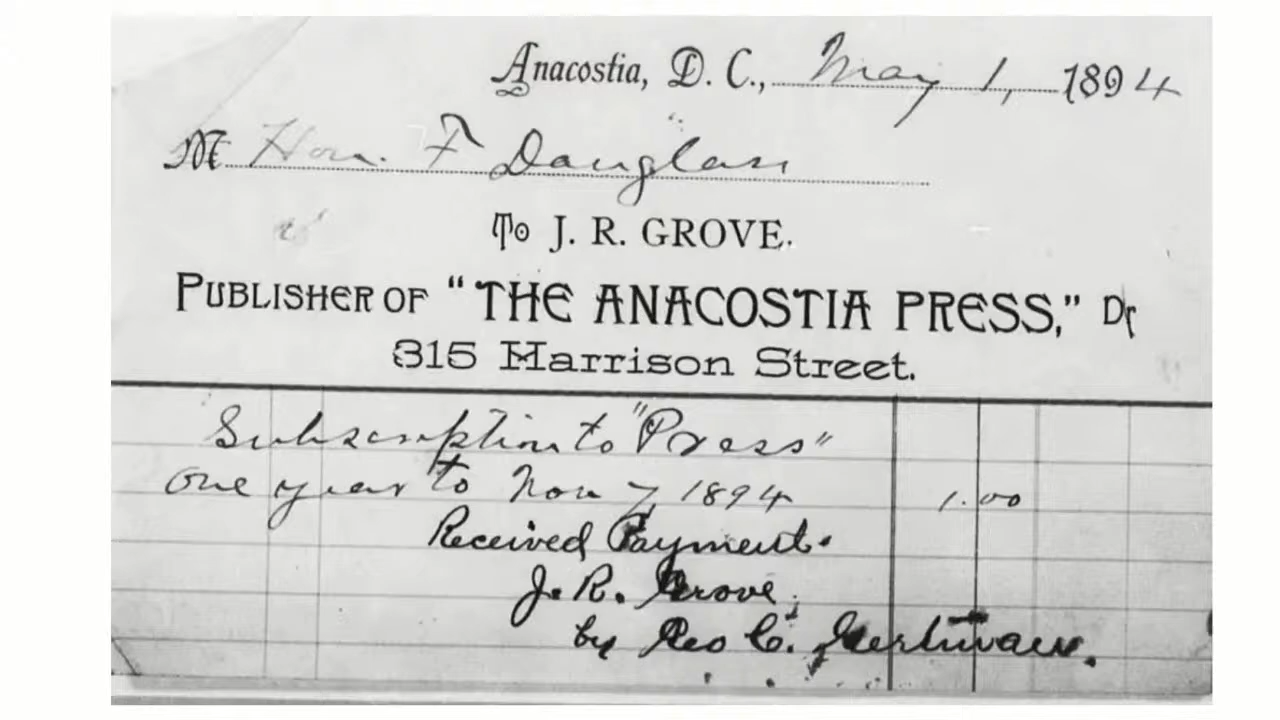 Anacostia, D. C., May 1, 1894
M Hon. F Douglass
To J. R. GROVE.
PUBLISHER OF "THE ANACOSTIA PRESS," Dr
315 Harrison Street.
Subscription to "Press"
one year to Nov 7 1894 1.00
Received Payment.
J. R. Grove,
by Geo C.